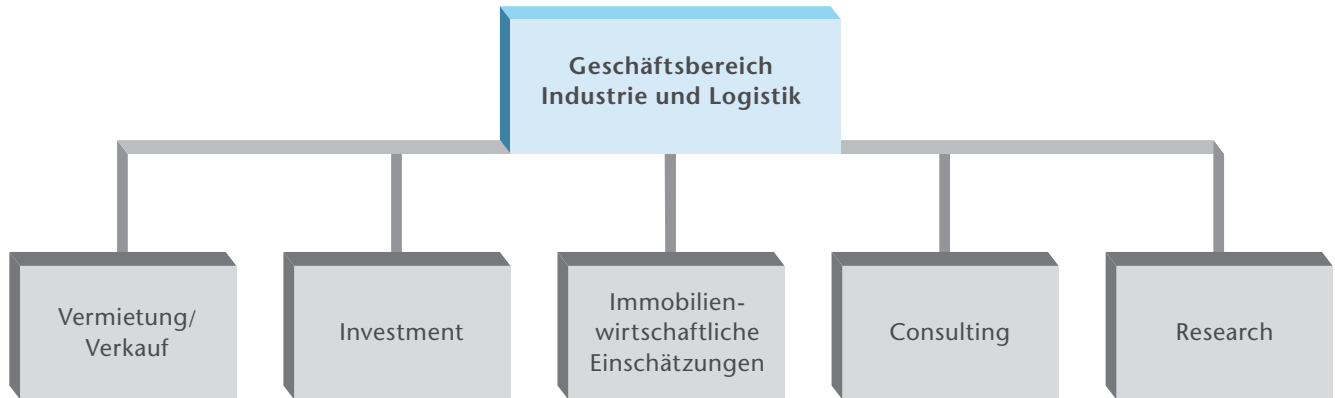 Geschäftsbereich
Industrie und Logistik
Vermietung/
Verkauf
Investment
Immobilien-
wirtschaftliche
Einschätzungen
Consulting
Research